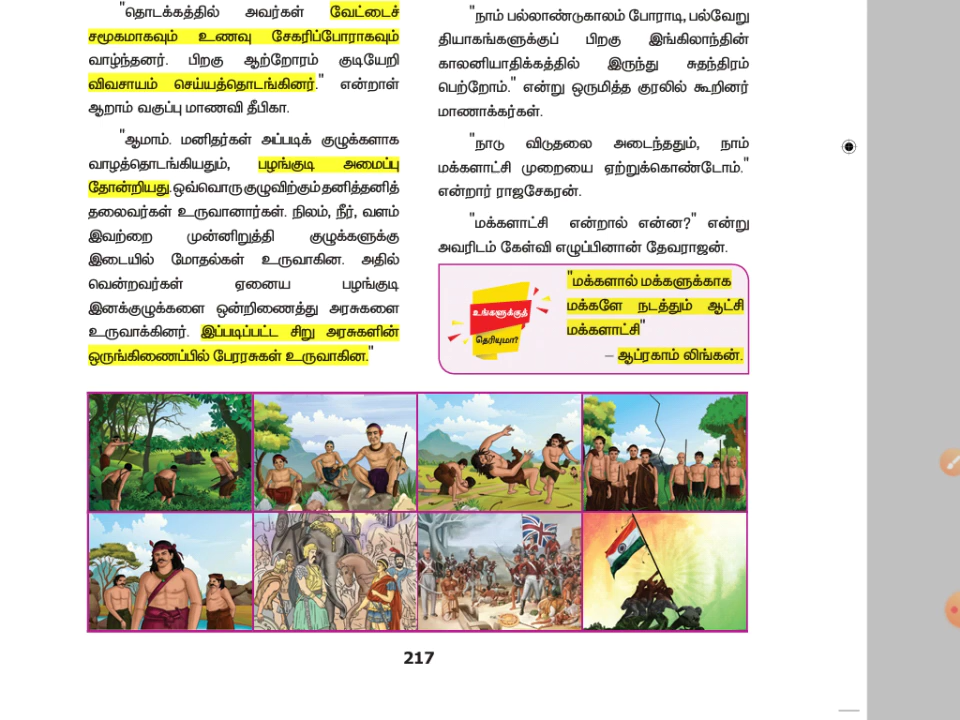 "தொடக்கத்தில் அவர்கள் வேட்டைச்
சமூகமாகவும் உணவு சேகரிப்போராகவும்
வாழ்ந்தனர். பிறகு ஆற்றோரம் குடியேறி
விவசாயம் செய்யத்தொடங்கினர்." என்றாள்
ஆறாம் வகுப்பு மாணவி தீபிகா.
"ஆமாம். மனிதர்கள் அப்படிக் குழுக்களாக
வாழத்தொடங்கியதும், பழங்குடி அமைப்பு
தோன்றியது. ஒவ்வொரு குழுவிற்கும் தனித்தனித்
தலைவர்கள் உருவானார்கள். நிலம், நீர், வளம்
இவற்றை முன்னிறுத்தி குழுக்களுக்கு
இடையில் மோதல்கள் உருவாகின. அதில்
வென்றவர்கள் ஏனைய பழங்குடி
இனக்குழுக்களை ஒன்றிணைத்து அரசுகளை
உருவாக்கினர். இப்படிப்பட்ட சிறு அரசுகளின்
ஒருங்கிணைப்பில் பேரரசுகள் உருவாகின."
"நாம் பல்லாண்டுகாலம் போராடி, பல்வேறு
தியாகங்களுக்குப் பிறகு இங்கிலாந்தின்
காலனியாதிக்கத்தில் இருந்து சுதந்திரம்
பெற்றோம்." என்று ஒருமித்த குரலில் கூறினர்
மாணாக்கர்கள்.
"நாடு விடுதலை அடைந்ததும், நாம்
மக்களாட்சி முறையை ஏற்றுக்கொண்டோம்."
என்றார் ராஜசேகரன்.
"மக்களாட்சி என்றால் என்ன?" என்று
அவரிடம் கேள்வி எழுப்பினான் தேவராஜன்.
உங்களுக்குத்
தெரியுமா?
"மக்களால் மக்களுக்காக
மக்களே நடத்தும் ஆட்சி
மக்களாட்சி"
– ஆப்ரகாம் லிங்கன்.
217